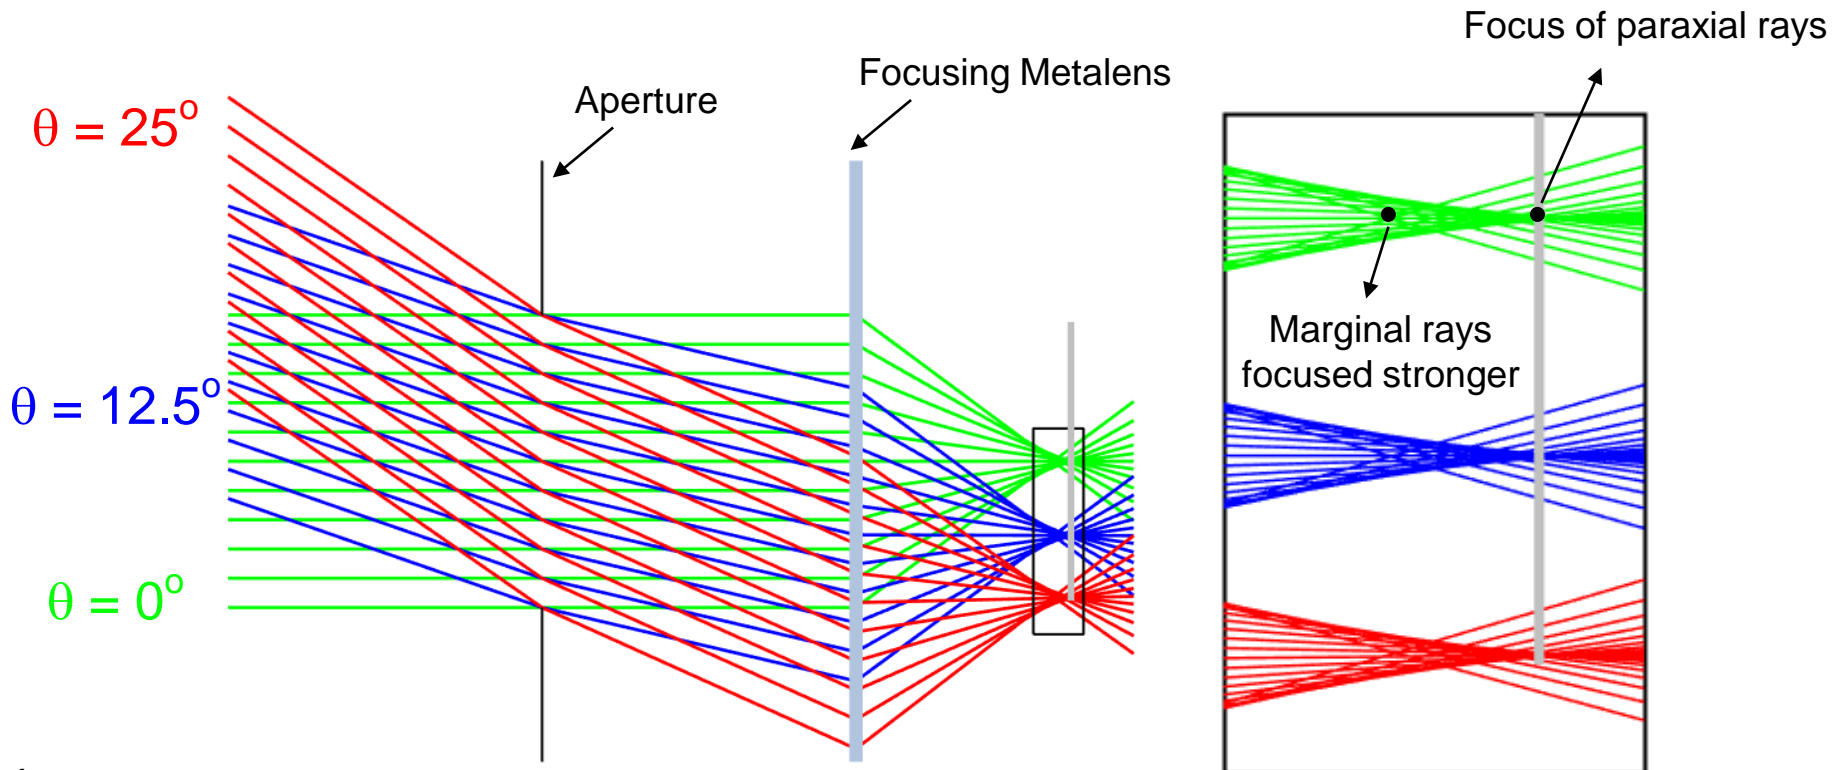 Focus of paraxial rays
Focusing Metalens
Aperture
θ = 25°
Marginal rays
focused stronger
θ = 12.5°
θ = 0°